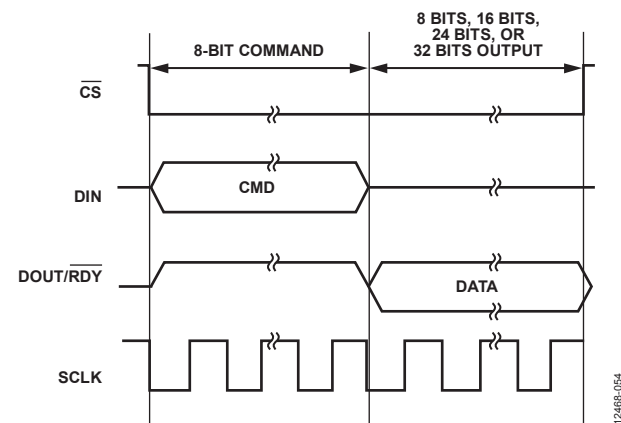 8 BITS, 16 BITS,
24 BITS, OR
32 BITS OUTPUT
8-BIT COMMAND
CS
DIN
CMD
DOUT/RDY
DATA
SCLK
12468-054